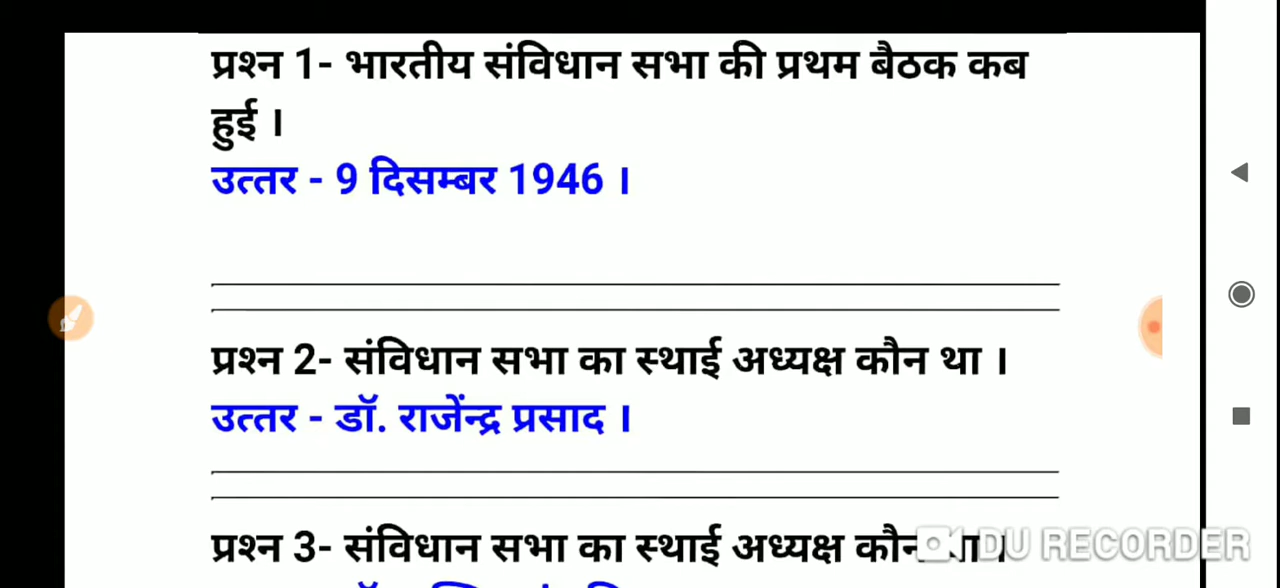 प्रश्न 1- भारतीय संविधान सभा की प्रथम बैठक कब
हुई ।
उत्तर - 9 दिसम्बर 1946 ।
प्रश्न 2- संविधान सभा का स्थाई अध्यक्ष कौन था ।
उत्तर - डॉ. राजेंन्द्र प्रसाद ।
प्रश्न 3- संविधान सभा का स्थाई अध्यक्ष कौन
DU RECORDER